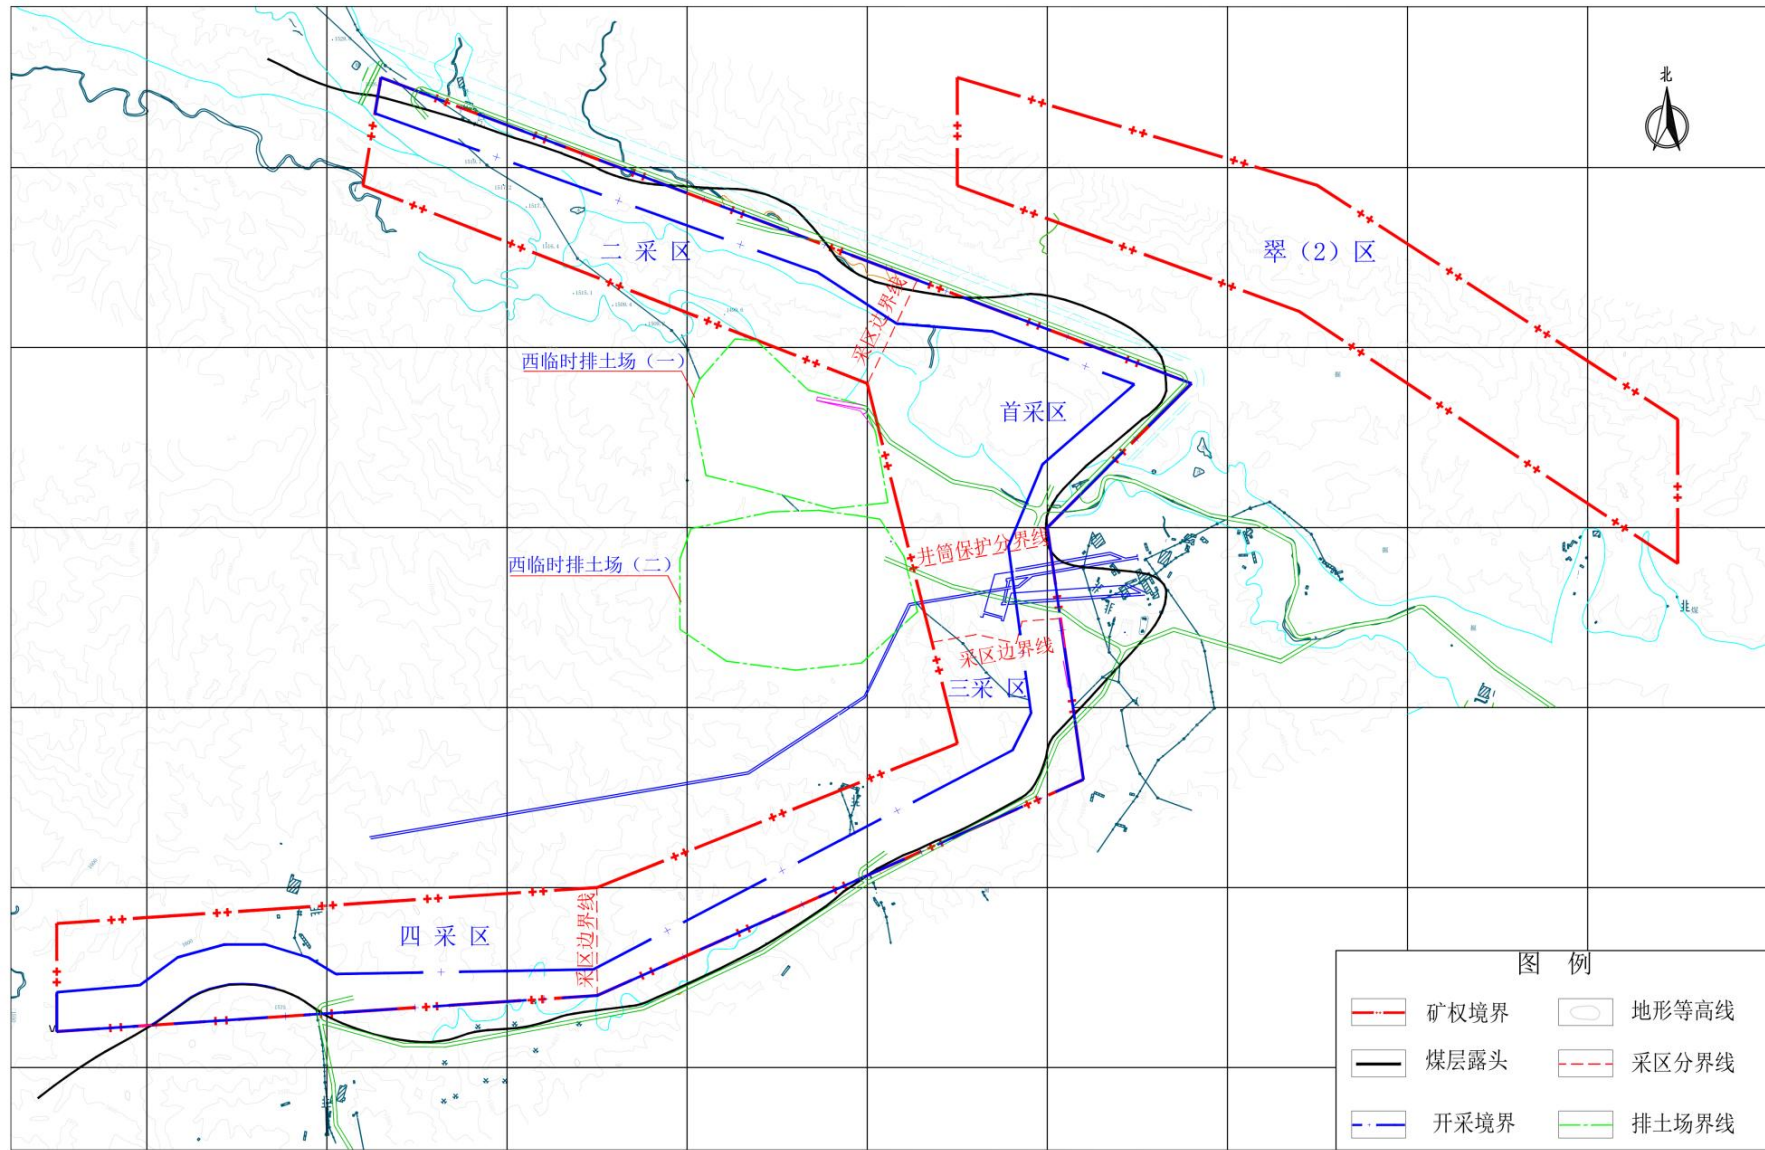 北
二 采 区
翠（2）区
采区边界线
西临时排土场（一）
首采区
井筒保护分界线
西临时排土场（二）
采区边界线
三采 区
四 采 区
采区边界线
图 例
矿权境界
地形等高线
煤层露头
采区分界线
开采境界
排土场界线